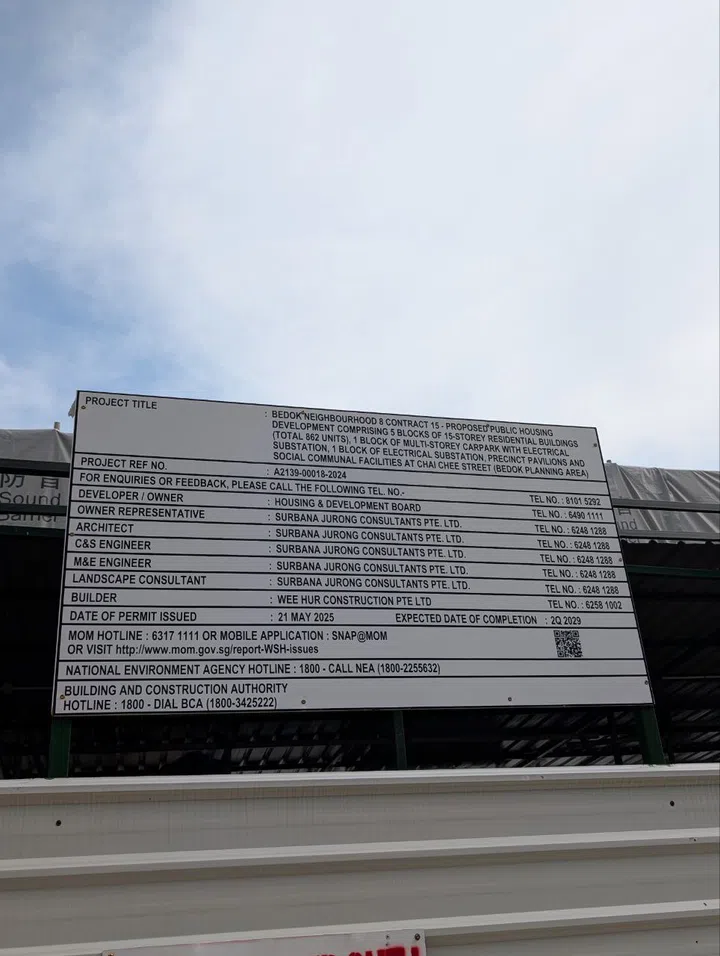 PROJECT TITLE : BEDOK NEIGHBOURHOOD 8 CONTRACT 15 - PROPOSED PUBLIC HOUSING
DEVELOPMENT COMPRISING 5 BLOCKS OF 15-STOREY RESIDENTIAL BUILDINGS
(TOTAL 862 UNITS), 1 BLOCK OF MULTI-STOREY CARPARK WITH ELECTRICAL
SUBSTATION, 1 BLOCK OF ELECTRICAL SUBSTATION, PRECINCT PAVILIONS AND
SOCIAL COMMUNAL FACILITIES AT CHAI CHEE STREET (BEDOK PLANNING AREA)
PROJECT REF NO. : A2139-00018-2024
FOR ENQUIRIES OR FEEDBACK, PLEASE CALL THE FOLLOWING TEL. NO.-
TEL NO. : 8101 5292
DEVELOPER / OWNER : HOUSING & DEVELOPMENT BOARD TEL NO. : 6490 1111
OWNER REPRESENTATIVE : SURBANA JURONG CONSULTANTS PTE. LTD. TEL NO. : 6248 1288
ARCHITECT : SURBANA JURONG CONSULTANTS PTE. LTD. TEL NO. : 6248 1288
C&S ENGINEER : SURBANA JURONG CONSULTANTS PTE. LTD. TEL NO. : 6248 1288
M&E ENGINEER : SURBANA JURONG CONSULTANTS PTE. LTD. TEL NO. : 6248 1288
LANDSCAPE CONSULTANT : SURBANA JURONG CONSULTANTS PTE. LTD. TEL NO. : 6248 1288
BUILDER : WEE HUR CONSTRUCTION PTE LTD TEL NO. : 6258 1002
DATE OF PERMIT ISSUED : 21 MAY 2025 EXPECTED DATE OF COMPLETION : 2Q 2029
MOM HOTLINE : 6317 1111 OR MOBILE APPLICATION : SNAP@MOM
OR VISIT http://www.mom.gov.sg/report-WSH-issues
NATIONAL ENVIRONMENT AGENCY HOTLINE : 1800 - CALL NEA (1800-2255632)
BUILDING AND CONSTRUCTION AUTHORITY
HOTLINE : 1800 - DIAL BCA (1800-3425222)
防音
Sound